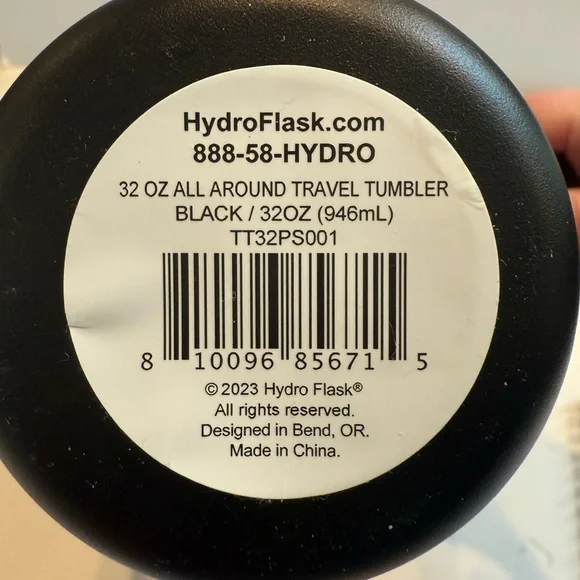 HydroFlask.com
888-58-HYDRO
32 OZ ALL AROUND TRAVEL TUMBLER
BLACK / 32OZ (946mL)
TT32PS001
8 10096 85671 5
© 2023 Hydro Flask®
All rights reserved.
Designed in Bend, OR.
Made in China.